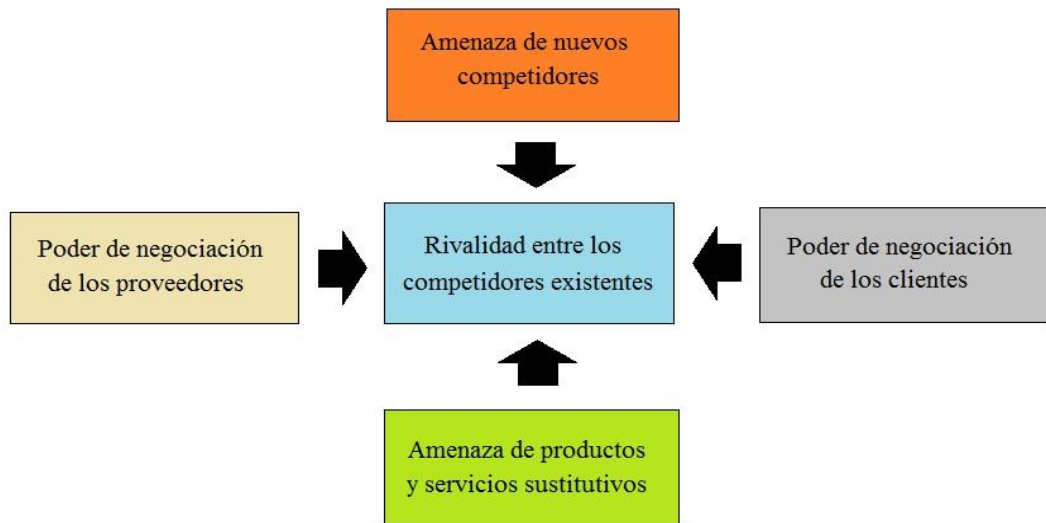 Amenaza de nuevos
competidores
Poder de negociación
de los proveedores
Rivalidad entre los
competidores existentes
Poder de negociación
de los clientes
Amenaza de productos
y servicios sustitutivos